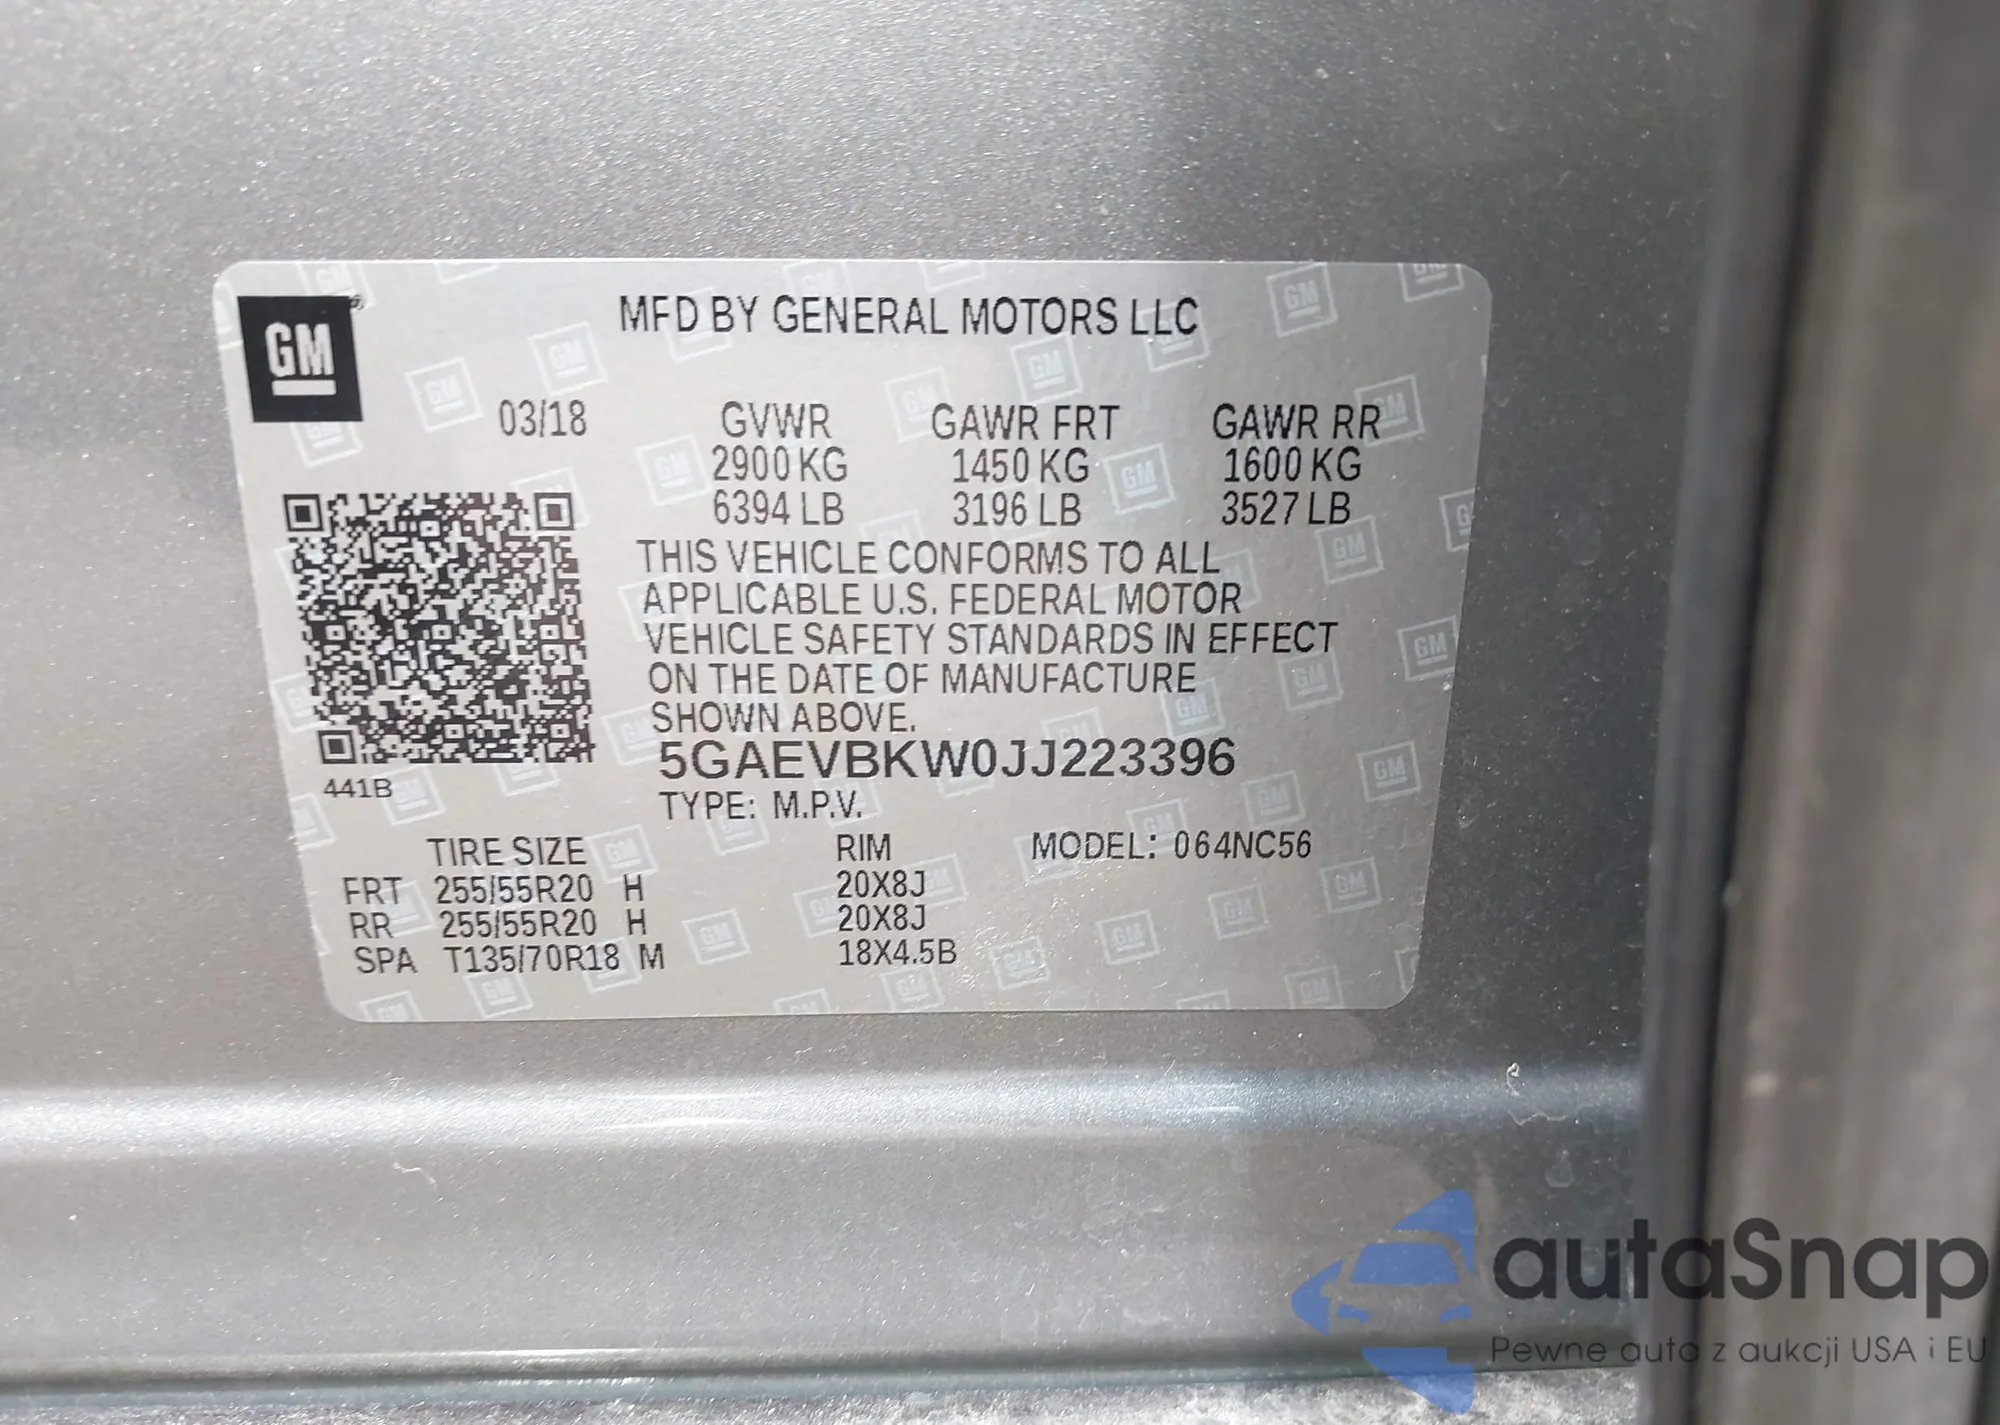 GM
MFD BY GENERAL MOTORS LLC
03/18 GVWR GAWR FRT GAWR RR
2900 KG 1450 KG 1600 KG
6394 LB 3196 LB 3527 LB
THIS VEHICLE CONFORMS TO ALL
APPLICABLE U.S. FEDERAL MOTOR
VEHICLE SAFETY STANDARDS IN EFFECT
ON THE DATE OF MANUFACTURE
SHOWN ABOVE.
5GAEVBKW0JJ223396
441B
TYPE: M.P.V.
TIRE SIZE RIM MODEL: 064NC56
FRT 255/55R20 H 20X8J
RR 255/55R20 H 20X8J
SPA T135/70R18 M 18X4.5B
autaSnap
Pewne auta z aukcji USA i EU